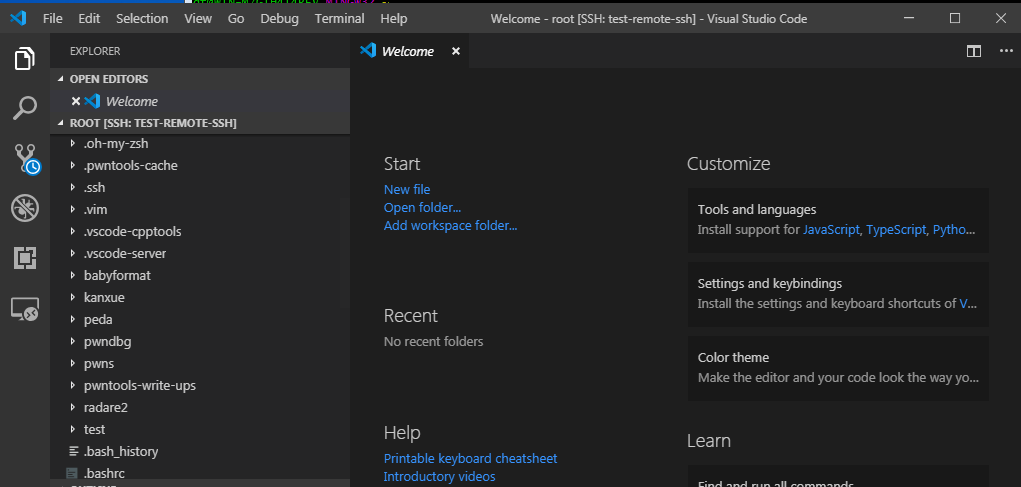 File Edit Selection View Go Debug Terminal Help Welcome - root [SSH: test-remote-ssh] - Visual Studio Code
EXPLORER
OPEN EDITORS
Welcome
ROOT [SSH: TEST-REMOTE-SSH]
.oh-my-zsh
.pwntools-cache
.ssh
.vim
.vscode-cpptools
.vscode-server
babyformat
kanxue
peda
pwndbg
pwns
pwntools-write-ups
radare2
test
.bash_history
.bashrc
Welcome
Start
New file
Open folder...
Add workspace folder...
Recent
No recent folders
Help
Printable keyboard cheatsheet
Introductory videos
Customize
Tools and languages
Install support for JavaScript, TypeScript, Pytho...
Settings and keybindings
Install the settings and keyboard shortcuts of V...
Color theme
Make the editor and your code look the way yo...
Learn
Find and run all commands